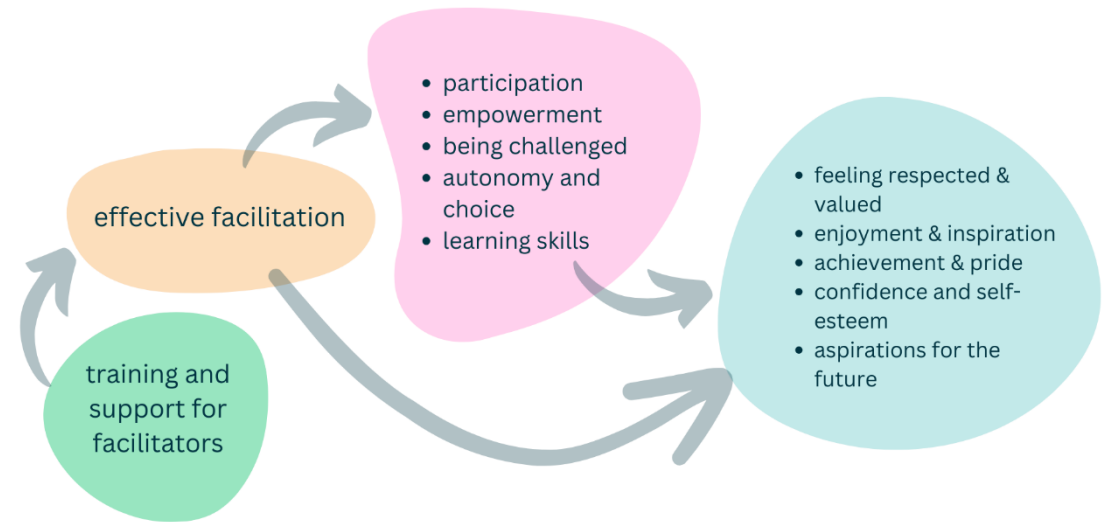 training and
support for
facilitators
effective facilitation
• participation
• empowerment
• being challenged
• autonomy and
choice
• learning skills
• feeling respected &
valued
• enjoyment & inspiration
• achievement & pride
• confidence and self-
esteem
• aspirations for the
future